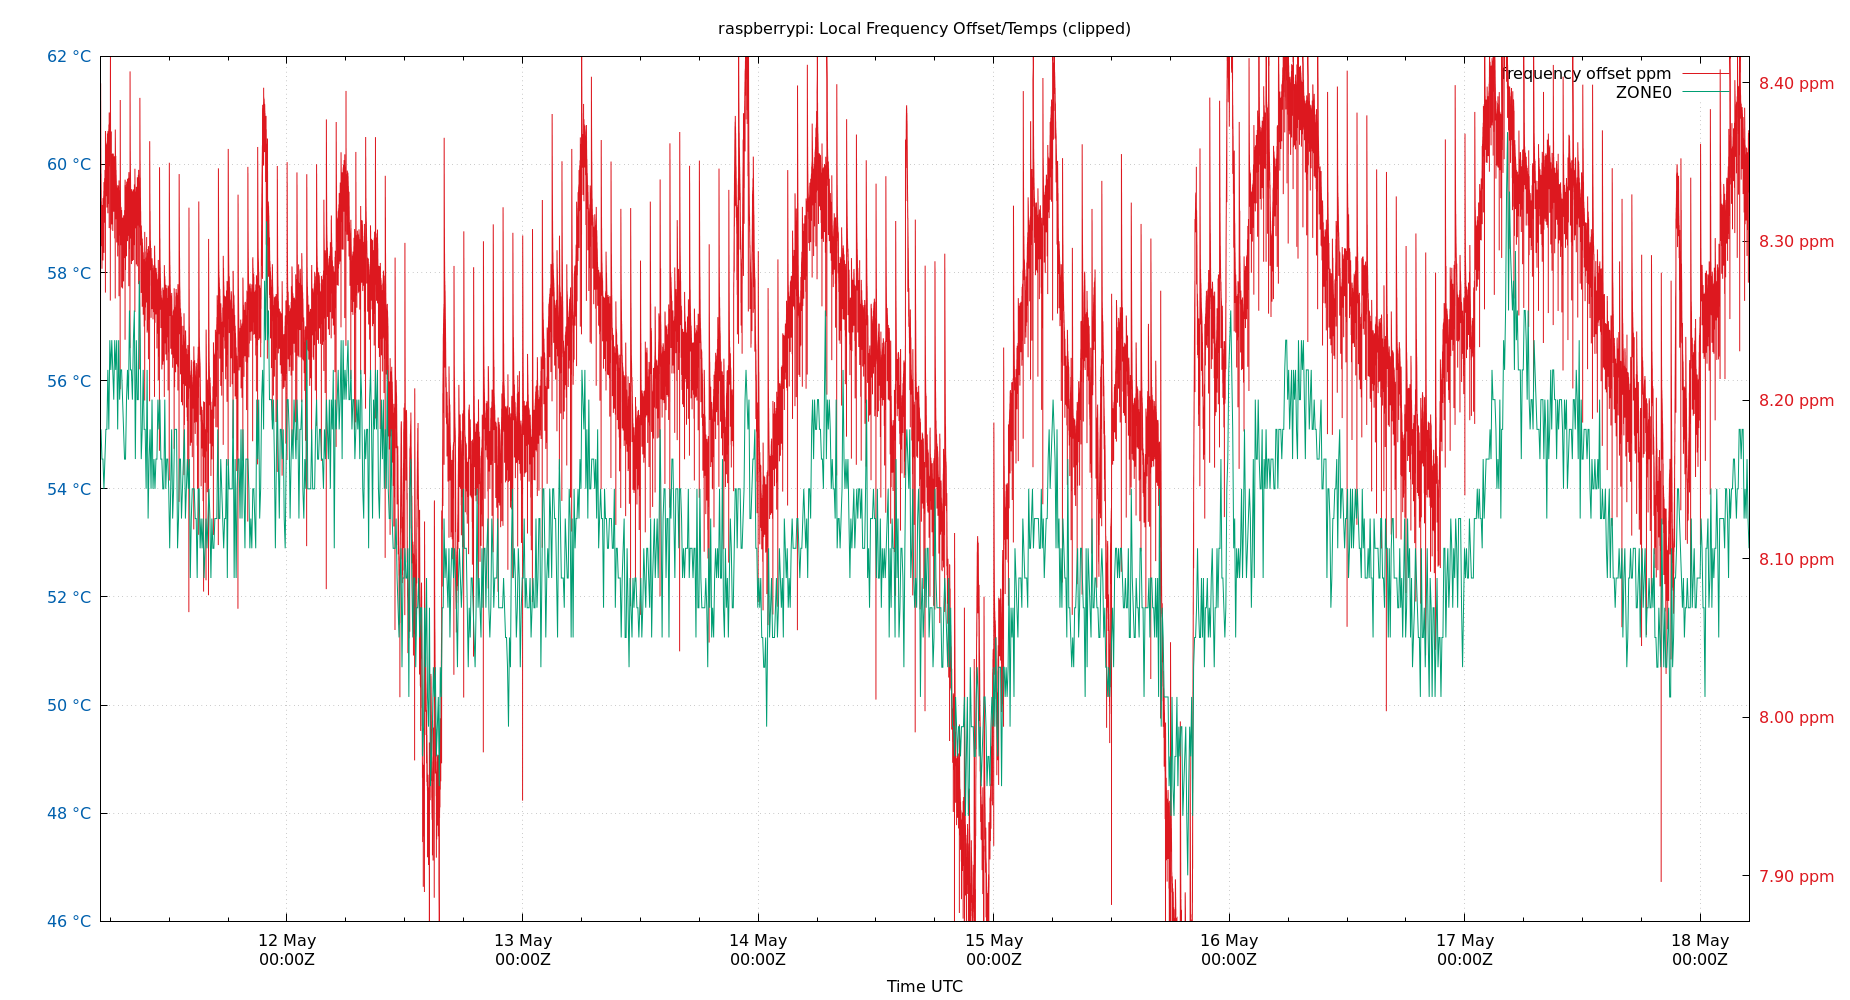 raspberrypi: Local Frequency Offset/Temps (clipped)
62 °C
60 °C
58 °C
56 °C
54 °C
52 °C
50 °C
48 °C
46 °C
frequency offset ppm
ZONE0
8.40 ppm
8.30 ppm
8.20 ppm
8.10 ppm
8.00 ppm
7.90 ppm
12 May
00:00Z
13 May
00:00Z
14 May
00:00Z
15 May
00:00Z
16 May
00:00Z
17 May
00:00Z
18 May
00:00Z
Time UTC